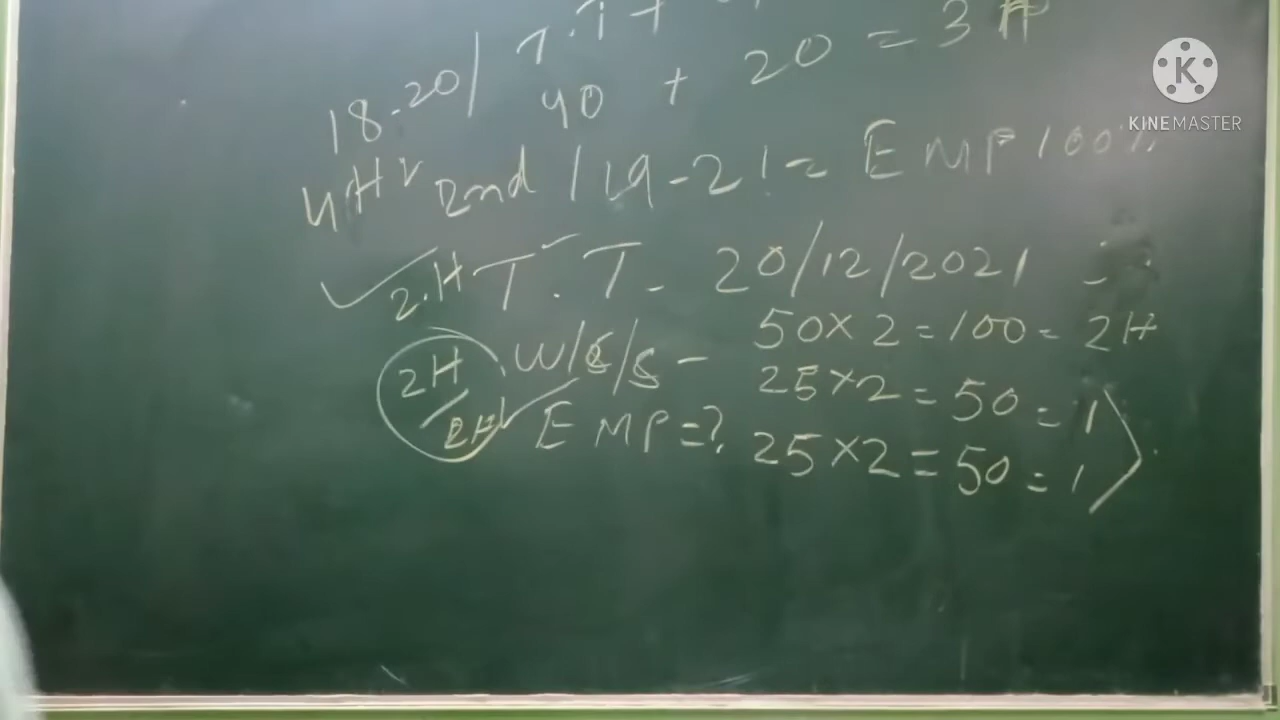 40 + 20 = 3 H
18-20/
4Hr 2nd / 19-21 = EMP 100%
2.H T.T- 20/12/2021
50×2=100=2H
2H W/S/S - 25×2=50=1
2H EMP=? 25×2=50=1
K
KINEMASTER